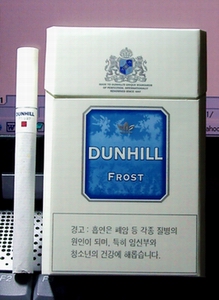 DUNHILL
FROST
경고 : 흡연은 폐암 등 각종 질병의
원인이 되며, 특히 임신부와
청소년의 건강에 해롭습니다.